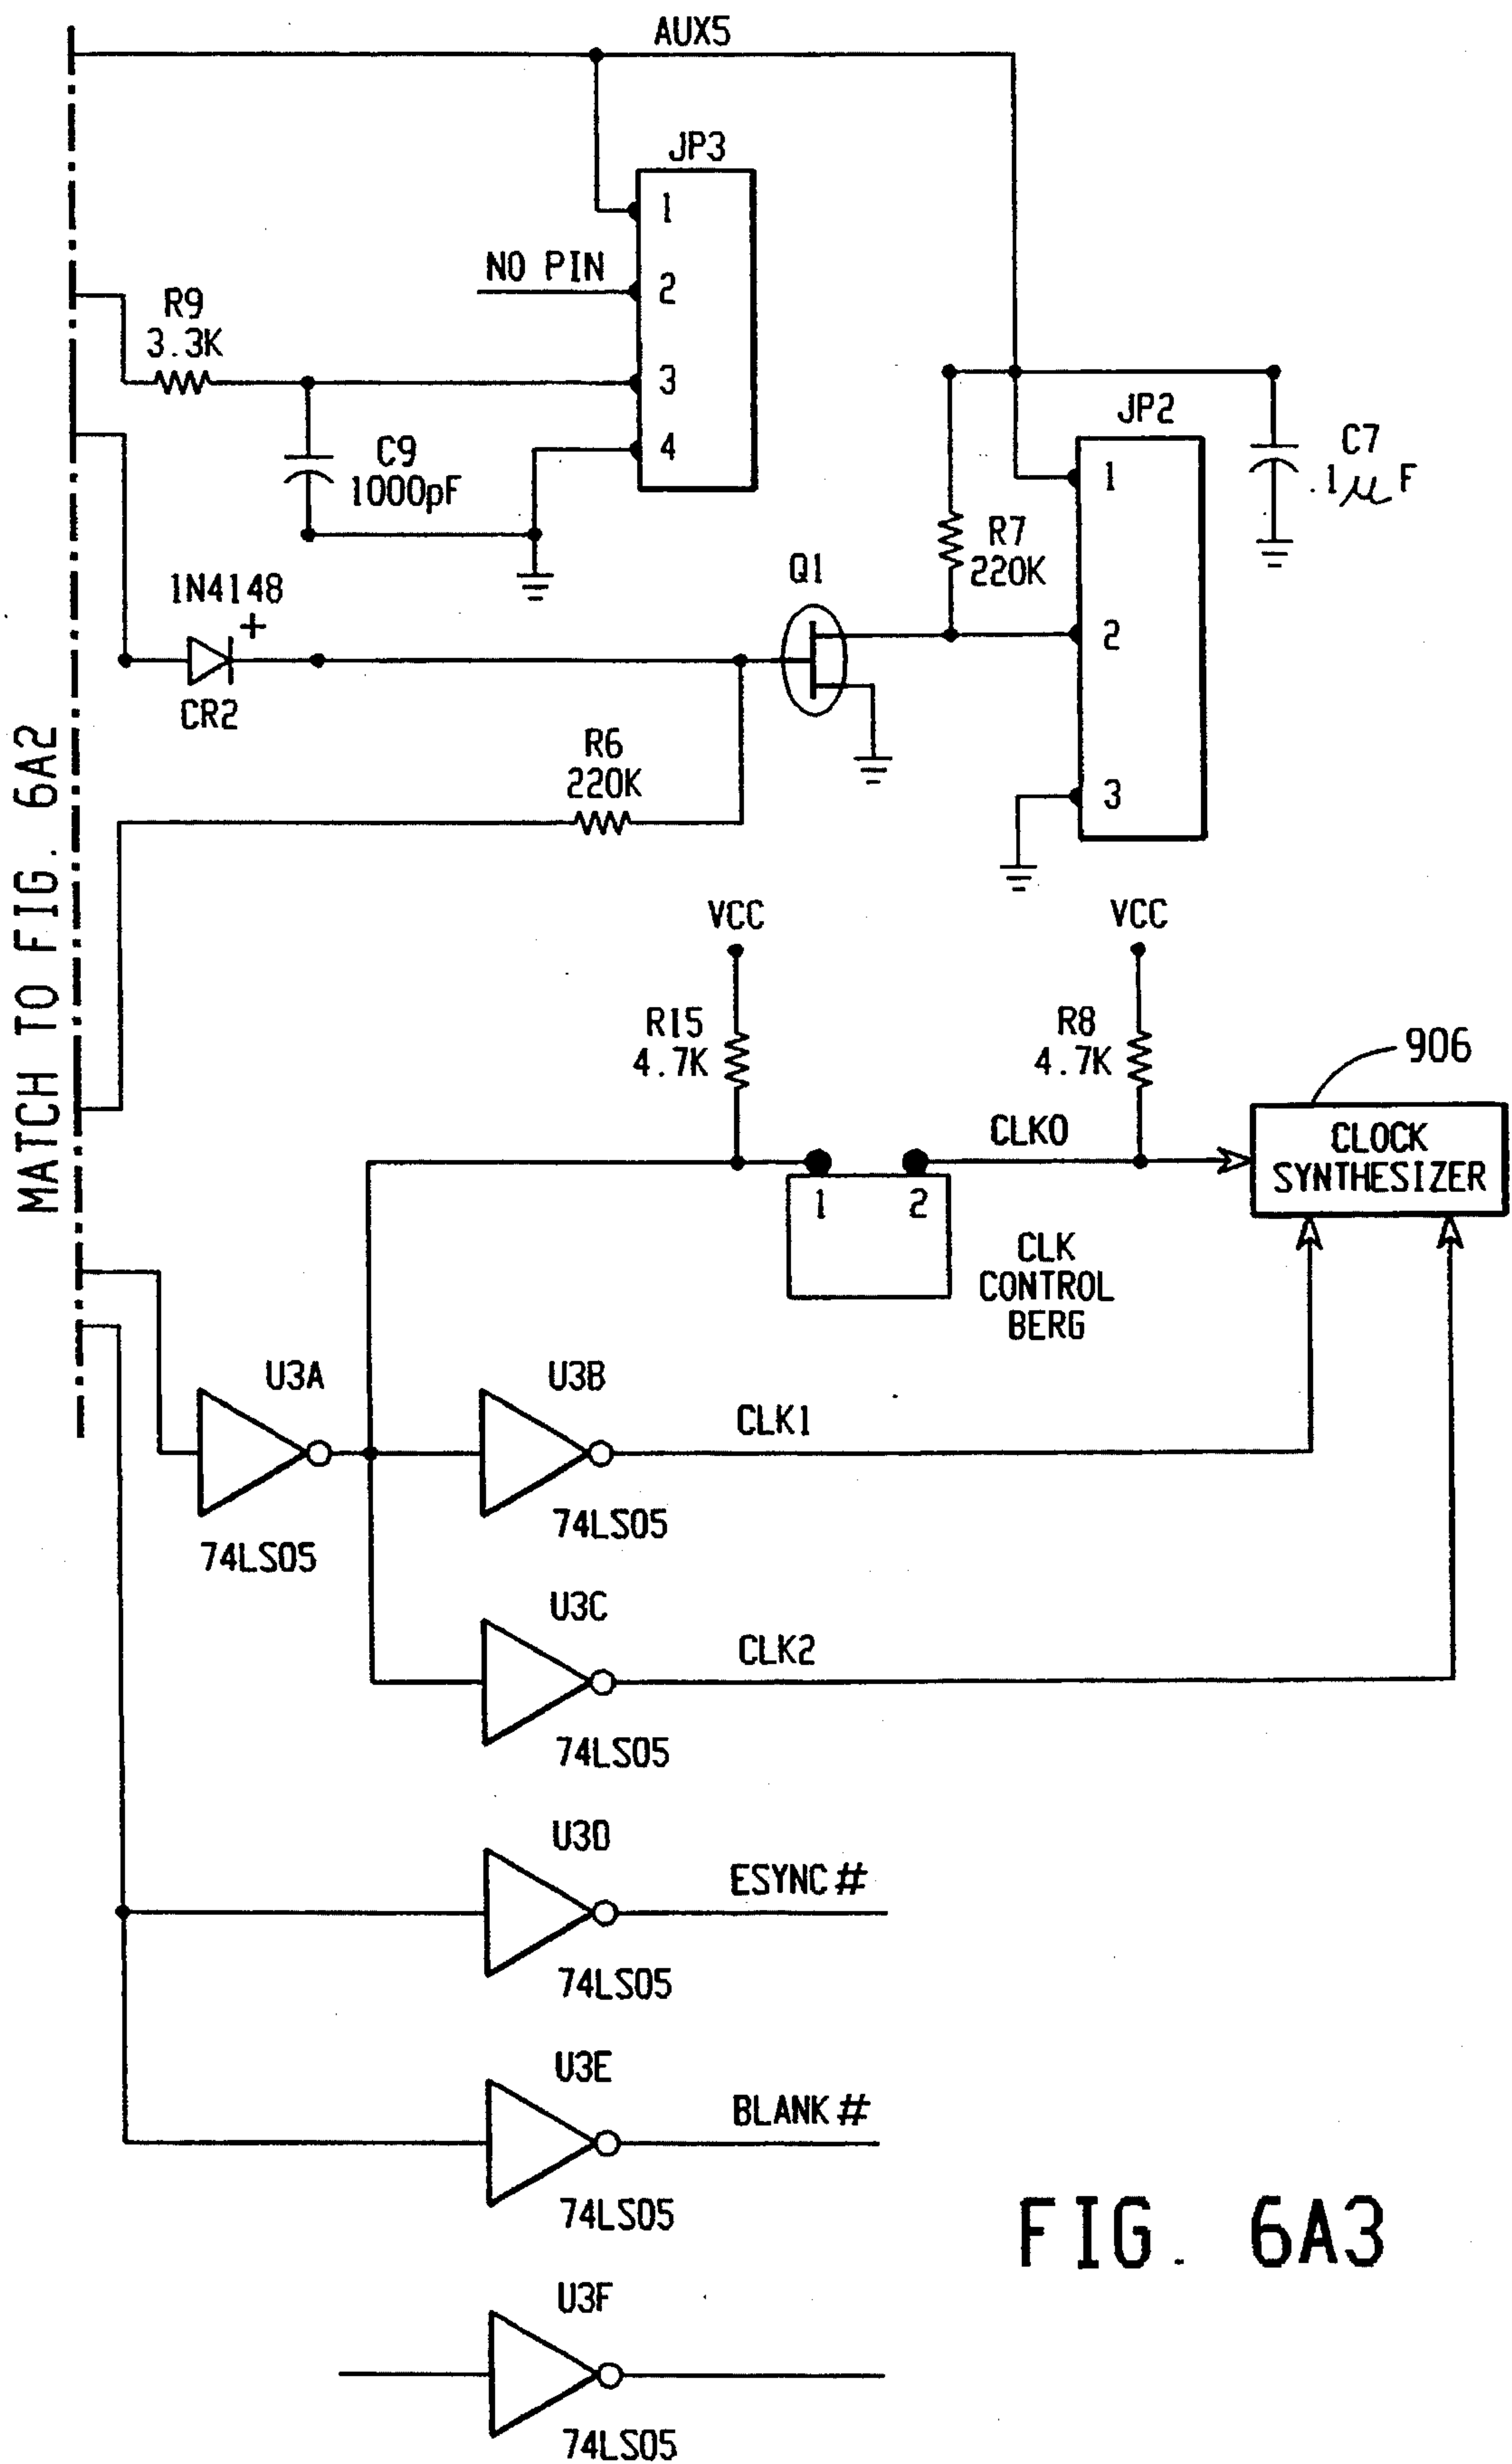 AUX5
JP3
1
NO PIN
2
R9
3.3K
3
4
C9
1000pF
JP2
1
C7
.1μF
R7
220K
2
3
1N4148
+
CR2
Q1
R6
220K
MATCH TO FIG. 6A2
VCC
VCC
R15
4.7K
R8
4.7K
906
CLK0
CLOCK
SYNTHESIZER
1
2
CLK
CONTROL
BERG
U3A
74LS05
U3B
CLK1
74LS05
U3C
CLK2
74LS05
U3D
ESYNC#
74LS05
U3E
BLANK#
74LS05
FIG. 6A3
U3F
74LS05